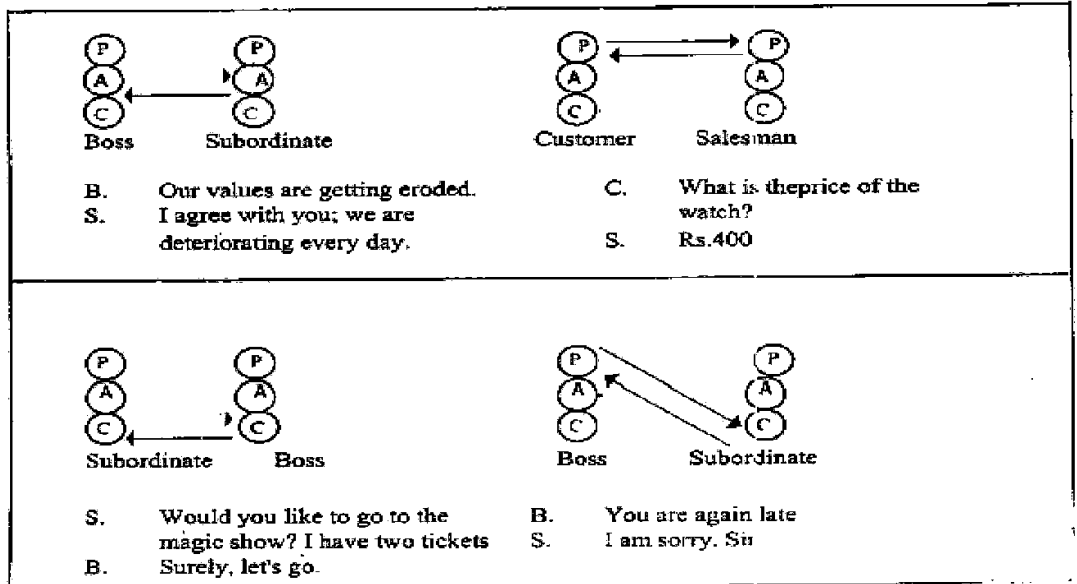 P P P P
A A A A
C C C C
Boss Subordinate Customer Salesman
B. Our values are getting eroded.
S. I agree with you; we are
deteriorating every day.
C. What is theprice of the
watch?
S. Rs.400
P P P P
A A A A
C C C C
Subordinate Boss Boss Subordinate
S. Would you like to go to the
magic show? I have two tickets
B. Surely, let's go.
B. You are again late
S. I am sorry. Sir